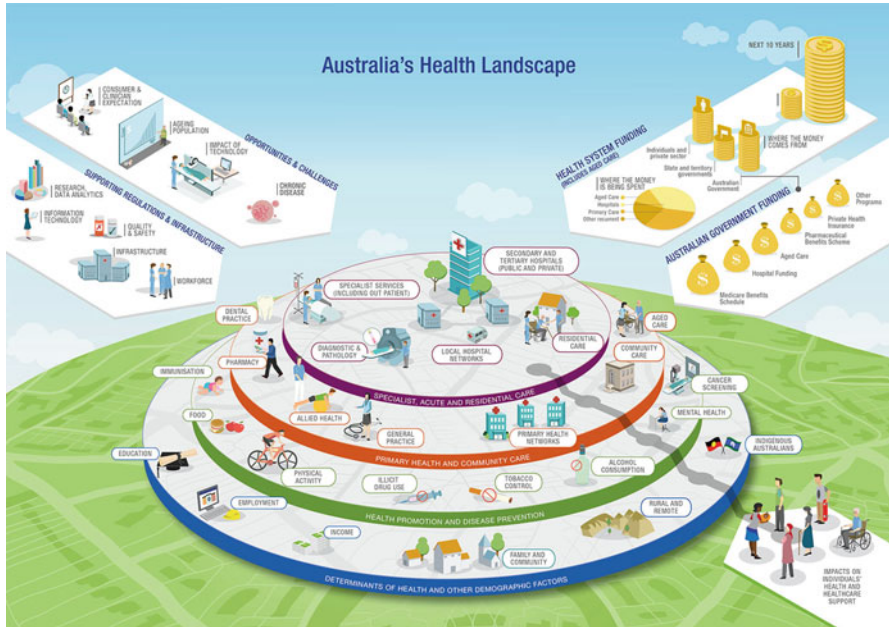 Australia's Health Landscape
CONSUMER &
CLINICIAN
EXPECTATION
AGEING
POPULATION
IMPACT OF
TECHNOLOGY
CHRONIC
DISEASE
OPPORTUNITIES & CHALLENGES
RESEARCH,
DATA ANALYTICS
INFORMATION
TECHNOLOGY
QUALITY
& SAFETY
INFRASTRUCTURE
WORKFORCE
SUPPORTING REGULATIONS & INFRASTRUCTURE
NEXT 10 YEARS
HEALTH SYSTEM FUNDING
(INCLUDES AGED CARE)
Individuals and
private sector
State and territory
governments
Australian
Government
WHERE THE MONEY
COMES FROM
WHERE THE MONEY
IS BEING SPENT
Aged Care
Hospitals
Primary Care
Other recurrent
AUSTRALIAN GOVERNMENT FUNDING
Other
Programs
Private Health
Insurance
Pharmaceutical
Benefits Scheme
Aged Care
Hospital Funding
Medicare Benefits
Schedule
SECONDARY AND
TERTIARY HOSPITALS
(PUBLIC AND PRIVATE)
SPECIALIST SERVICES
(INCLUDING OUT PATIENT)
DIAGNOSTIC &
PATHOLOGY
LOCAL HOSPITAL
NETWORKS
RESIDENTIAL
CARE
SPECIALIST, ACUTE AND RESIDENTIAL CARE
DENTAL
PRACTICE
AGED
CARE
PHARMACY
COMMUNITY
CARE
ALLIED HEALTH
GENERAL
PRACTICE
PRIMARY HEALTH
NETWORKS
PRIMARY HEALTH AND COMMUNITY CARE
IMMUNISATION
CANCER
SCREENING
FOOD
MENTAL HEALTH
PHYSICAL
ACTIVITY
ILLICIT
DRUG USE
TOBACCO
CONTROL
ALCOHOL
CONSUMPTION
HEALTH PROMOTION AND DISEASE PREVENTION
EDUCATION
INDIGENOUS
AUSTRALIANS
EMPLOYMENT
RURAL AND
REMOTE
INCOME
FAMILY AND
COMMUNITY
DETERMINANTS OF HEALTH AND OTHER DEMOGRAPHIC FACTORS
IMPACTS ON
INDIVIDUALS'
HEALTH AND
HEALTHCARE
SUPPORT